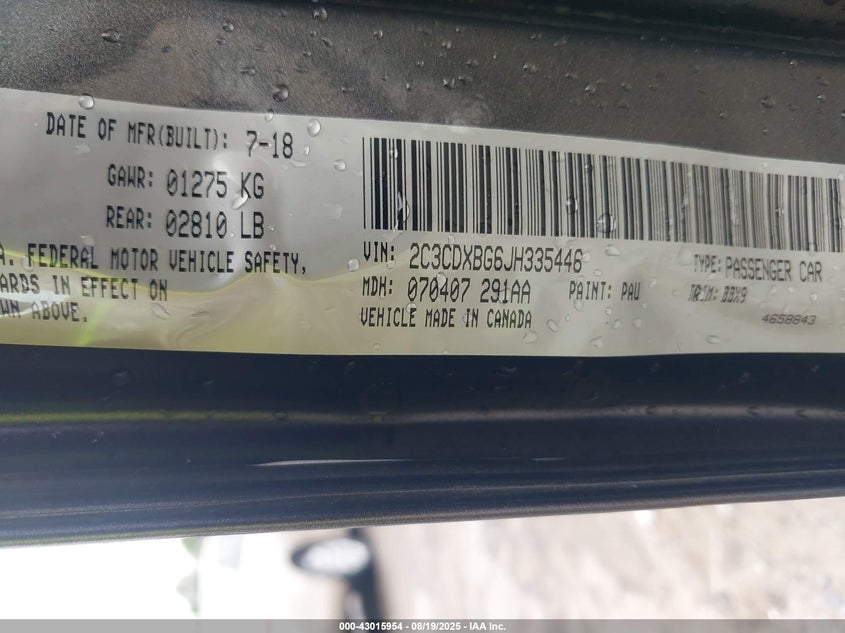 DATE OF MFR(BUILT): 7-18
GAWR: 01275 KG
REAR: 02810 LB
A. FEDERAL MOTOR VEHICLE SAFETY,
ARDS IN EFFECT ON
WN ABOVE.
VIN: 2C3CDXBG6JH335446
TYPE: PASSENGER CAR
MDH: 070407 291AA PAINT: PAU TRIM: BBX9
VEHICLE MADE IN CANADA
4658843
000-43015954 - 08/19/2025 - IAA Inc.